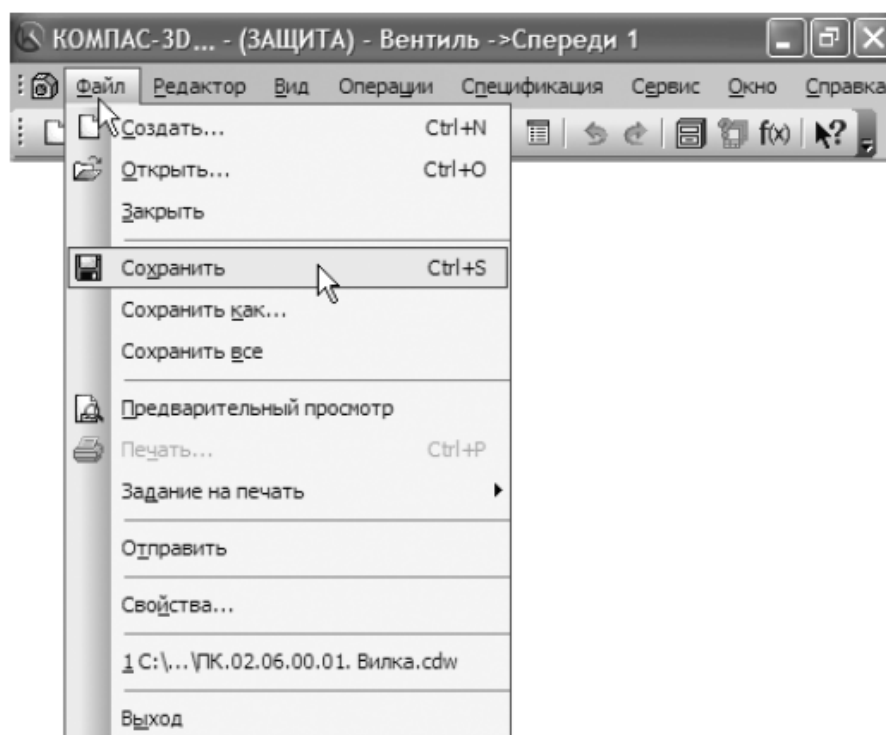 КОМПАС-3D... - (ЗАЩИТА) - Вентиль ->Спереди 1
Файл Редактор Вид Операции Спецификация Сервис Окно Справка
f(x) ?
Создать... Ctrl+N
Открыть... Ctrl+O
Закрыть
Сохранить Ctrl+S
Сохранить как...
Сохранить все
Предварительный просмотр
Печать... Ctrl+P
Задание на печать
Отправить
Свойства...
1 C:\...\ПК.02.06.00.01. Вилка.cdw
Выход